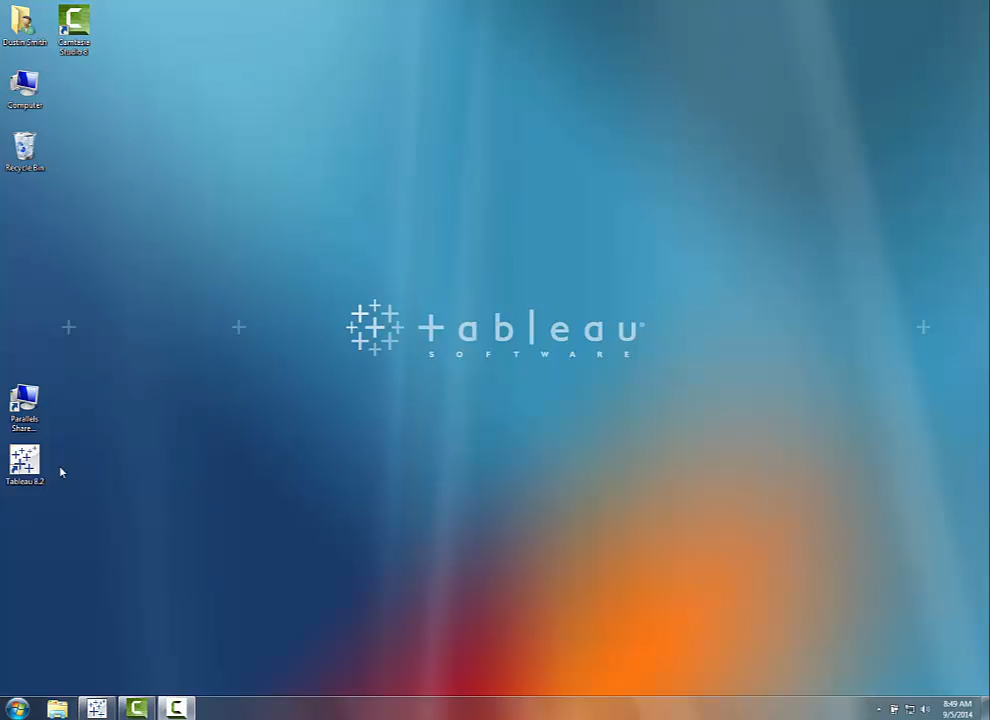 Dustin Smith
Camtasia
Studio 8
Computer
Recycle Bin
tableau
SOFTWARE
Parallels
Share...
Tableau 8.2
8:49 AM
9/5/2014